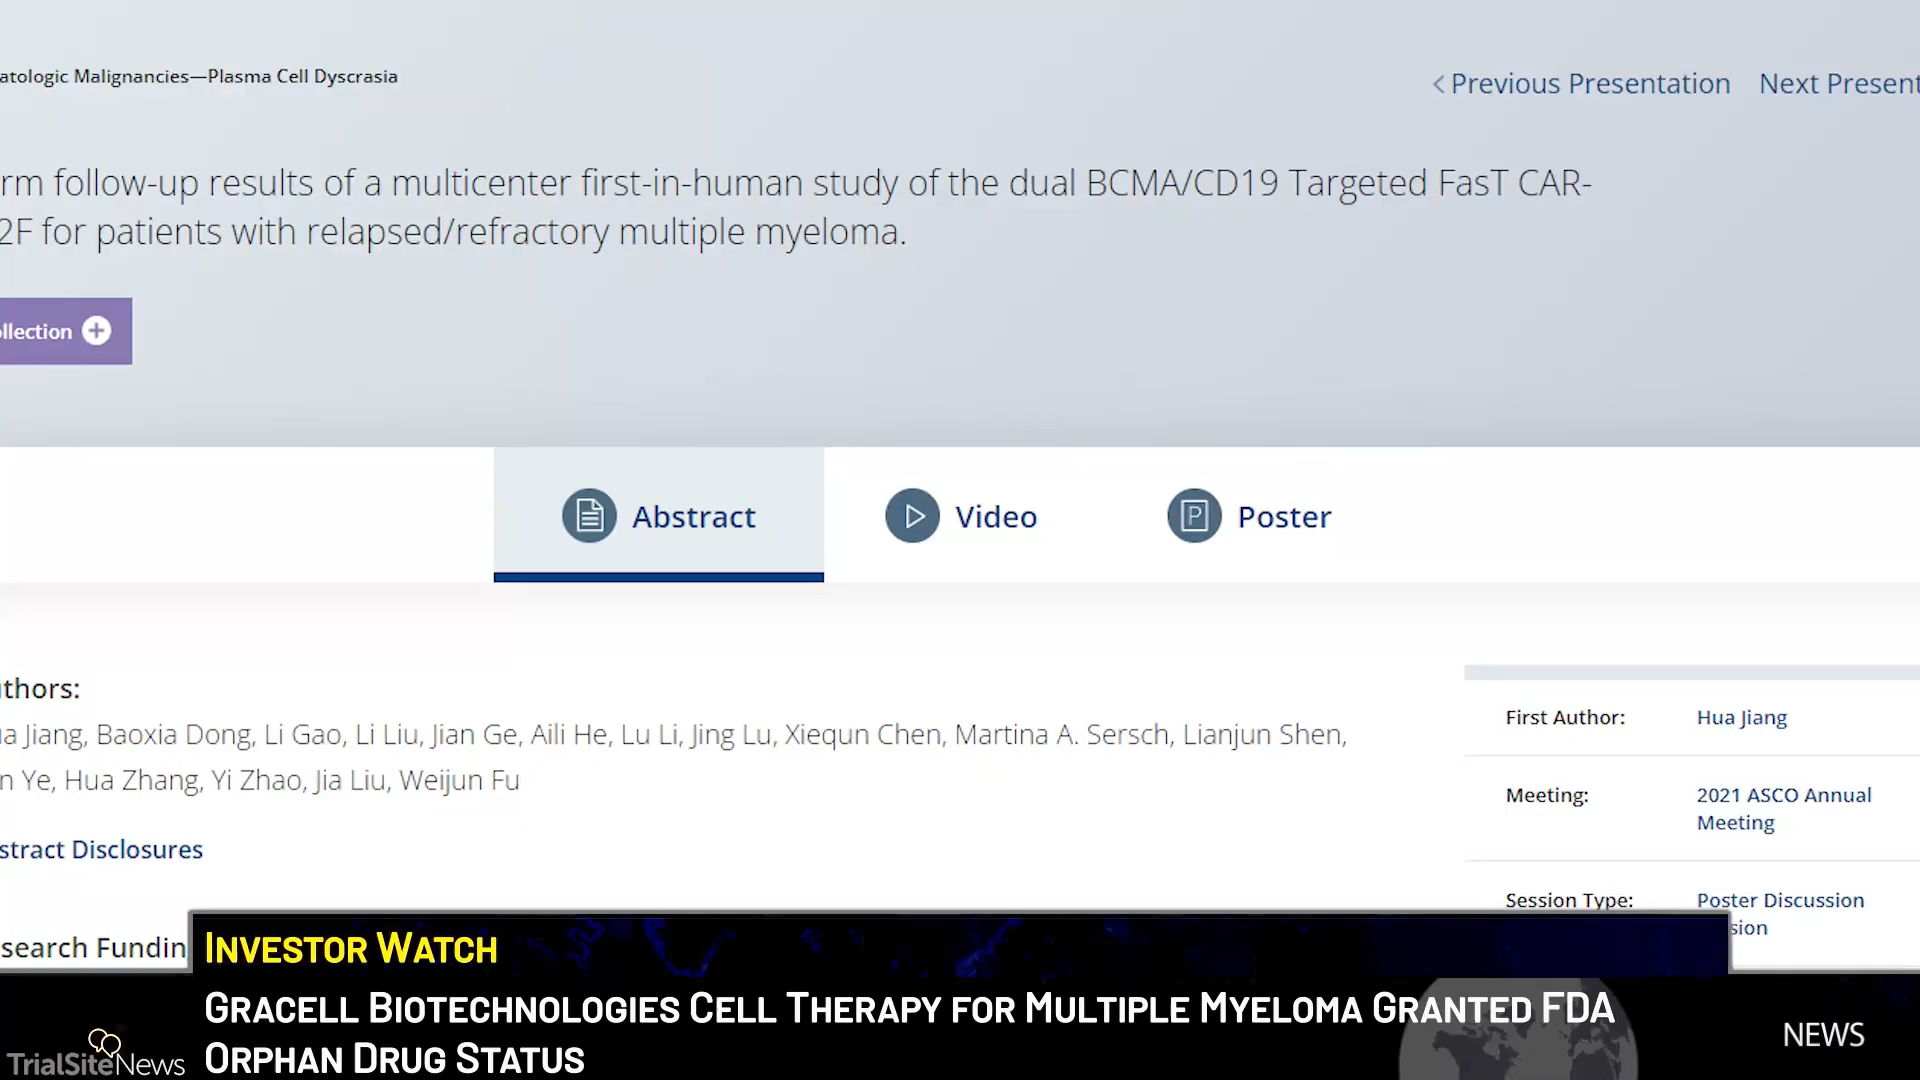 atologic Malignancies—Plasma Cell Dyscrasia
Previous Presentation Next Present
rm follow-up results of a multicenter first-in-human study of the dual BCMA/CD19 Targeted FasT CAR-
2F for patients with relapsed/refractory multiple myeloma.
ollection
Abstract
Video
P Poster
thors:
a Jiang, Baoxia Dong, Li Gao, Li Liu, Jian Ge, Aili He, Lu Li, Jing Lu, Xiequn Chen, Martina A. Sersch, Lianjun Shen,
n Ye, Hua Zhang, Yi Zhao, Jia Liu, Weijun Fu
stract Disclosures
search Fundin
First Author: Hua Jiang
Meeting: 2021 ASCO Annual
Meeting
Session Type: Poster Discussion
sion
INVESTOR WATCH
GRACELL BIOTECHNOLOGIES CELL THERAPY FOR MULTIPLE MYELOMA GRANTED FDA
ORPHAN DRUG STATUS
TrialSiteNews
NEWS